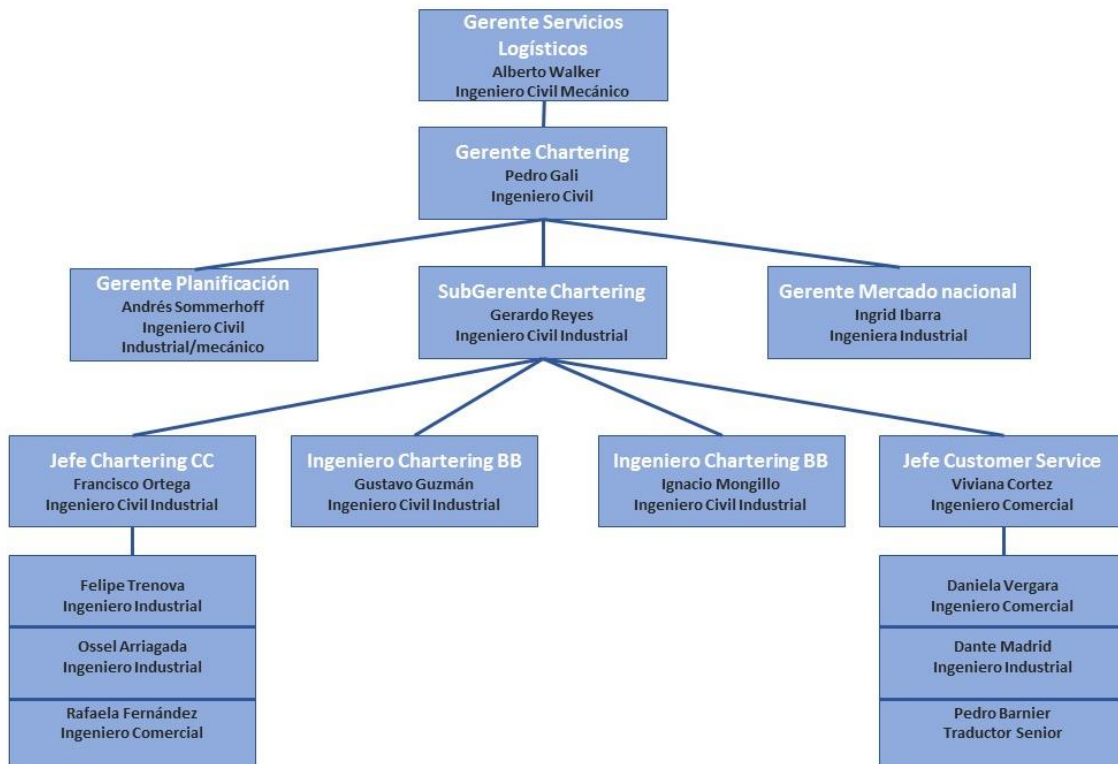 Gerente Servicios
Logísticos
Alberto Walker
Ingeniero Civil Mecánico
Gerente Chartering
Pedro Gali
Ingeniero Civil
Gerente Planificación
Andrés Sommerhoff
Ingeniero Civil
Industrial/mecánico
SubGerente Chartering
Gerardo Reyes
Ingeniero Civil Industrial
Gerente Mercado nacional
Ingrid Ibarra
Ingeniera Industrial
Jefe Chartering CC
Francisco Ortega
Ingeniero Civil Industrial
Ingeniero Chartering BB
Gustavo Guzmán
Ingeniero Civil Industrial
Ingeniero Chartering BB
Ignacio Mongillo
Ingeniero Civil Industrial
Jefe Customer Service
Viviana Cortez
Ingeniero Comercial
Felipe Trenova
Ingeniero Industrial
Ossel Arriagada
Ingeniero Industrial
Rafaela Fernández
Ingeniero Comercial
Daniela Vergara
Ingeniero Comercial
Dante Madrid
Ingeniero Industrial
Pedro Barnier
Traductor Senior